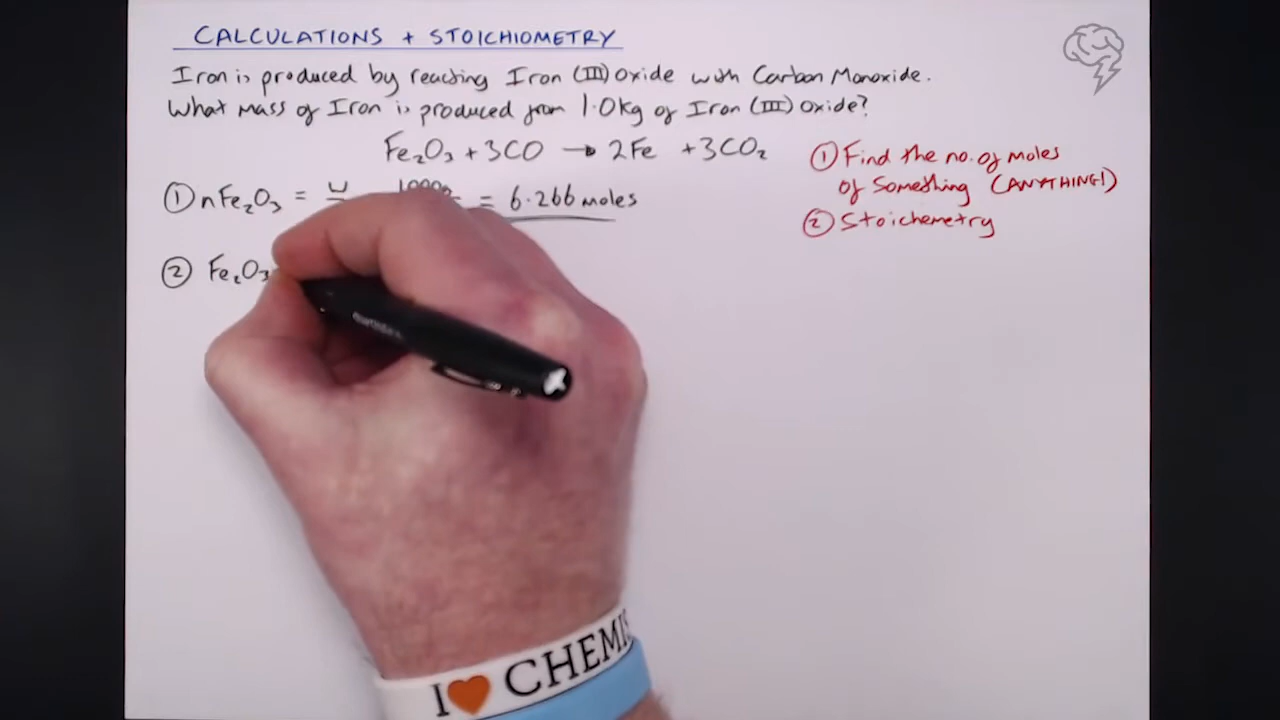 CALCULATIONS + STOICHIOMETRY
Iron is produced by reacting Iron (III) Oxide with Carbon Monoxide.
What mass of Iron is produced from 1.0kg of Iron (III) Oxide?
Fe₂O₃ + 3CO → 2Fe + 3CO₂
① Find the no. of moles
of Something (ANYTHING!)
② Stoichemetry
① nFe₂O₃ = 1000g = 6.266 moles
② Fe₂O₃
I ❤ CHEMIS